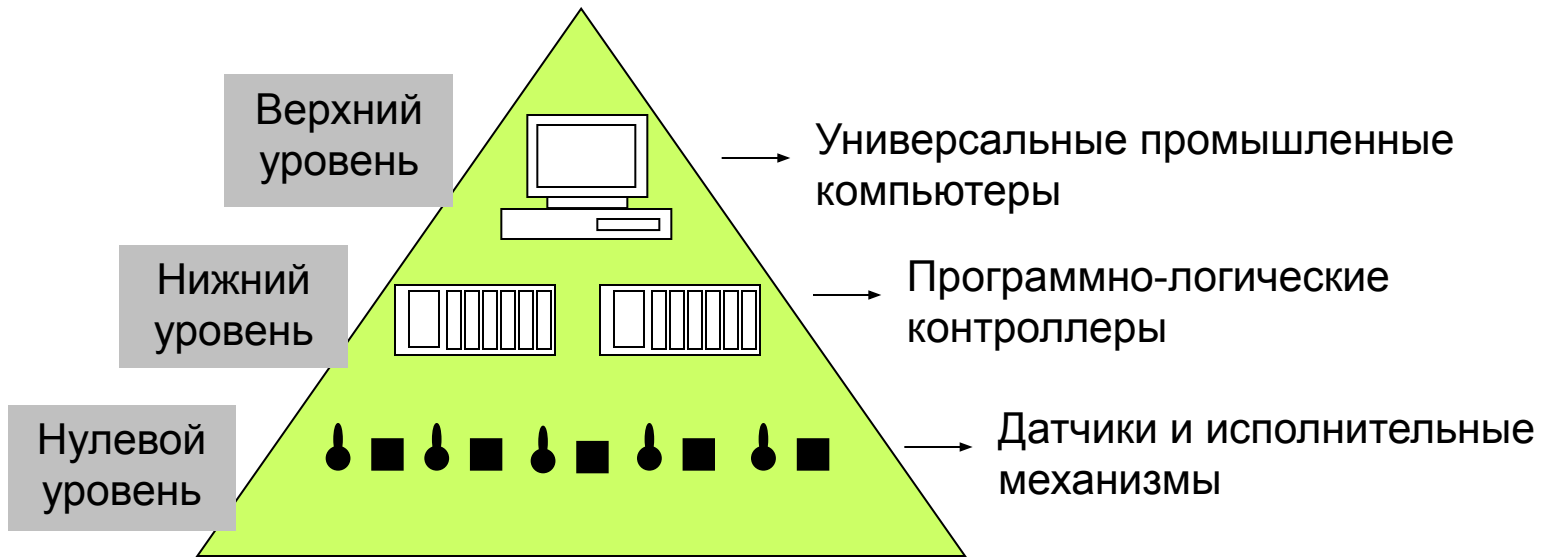 Верхний
уровень
Универсальные промышленные
компьютеры
Нижний
уровень
Программно-логические
контроллеры
Нулевой
уровень
Датчики и исполнительные
механизмы